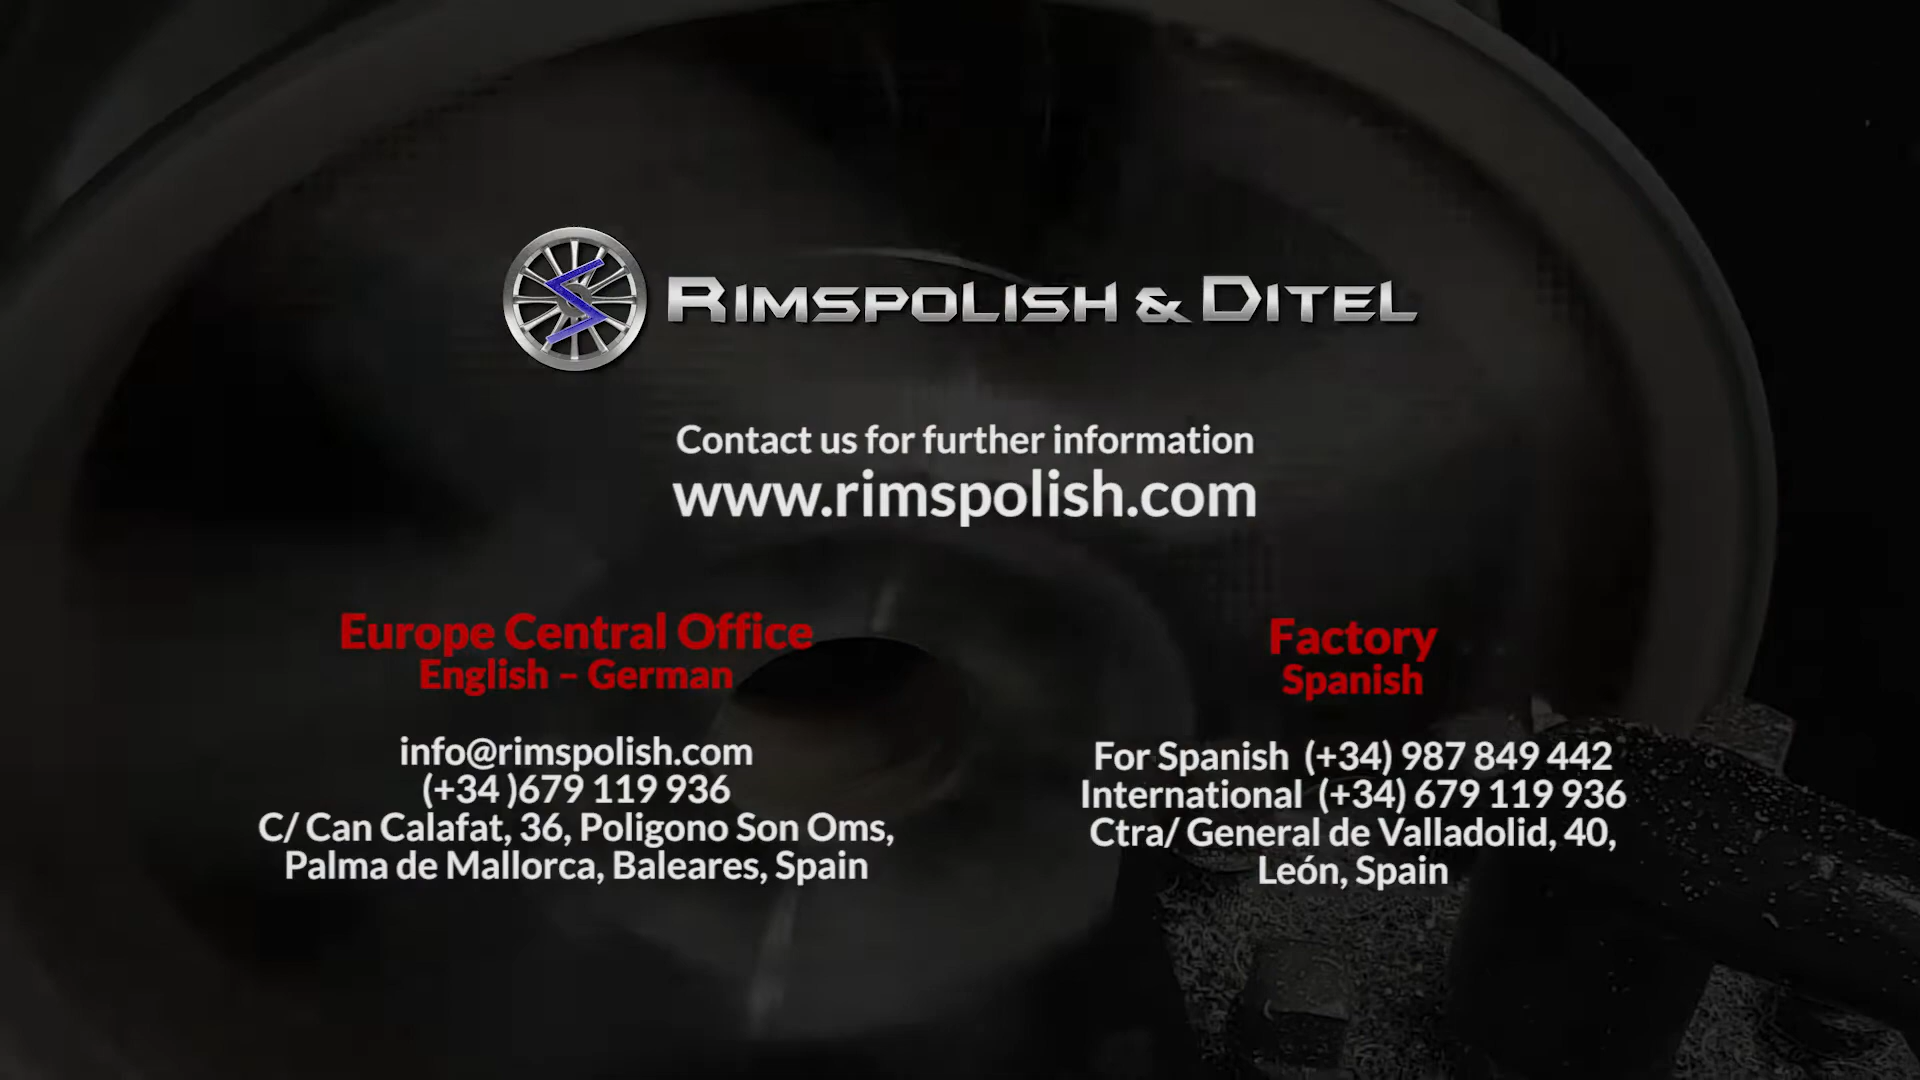 RIMSPOLISH & DITEL
Contact us for further information
www.rimspolish.com
Europe Central Office
English – German
info@rimspolish.com
(+34 )679 119 936
C/ Can Calafat, 36, Poligono Son Oms,
Palma de Mallorca, Baleares, Spain
Factory
Spanish
For Spanish (+34) 987 849 442
International (+34) 679 119 936
Ctra/ General de Valladolid, 40,
León, Spain